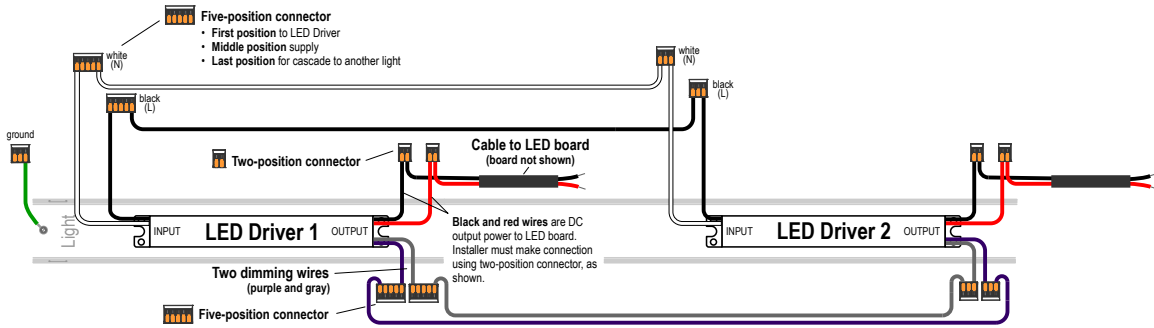 Five-position connector
• First position to LED Driver
• Middle position supply
• Last position for cascade to another light
white
(N)
white
(N)
black
(L)
black
(L)
ground
Two-position connector
Cable to LED board
(board not shown)
Light
INPUT
LED Driver 1
OUTPUT
Black and red wires are DC
output power to LED board.
Installer must make connection
using two-position connector, as
shown.
INPUT
LED Driver 2
OUTPUT
Two dimming wires
(purple and gray)
Five-position connector